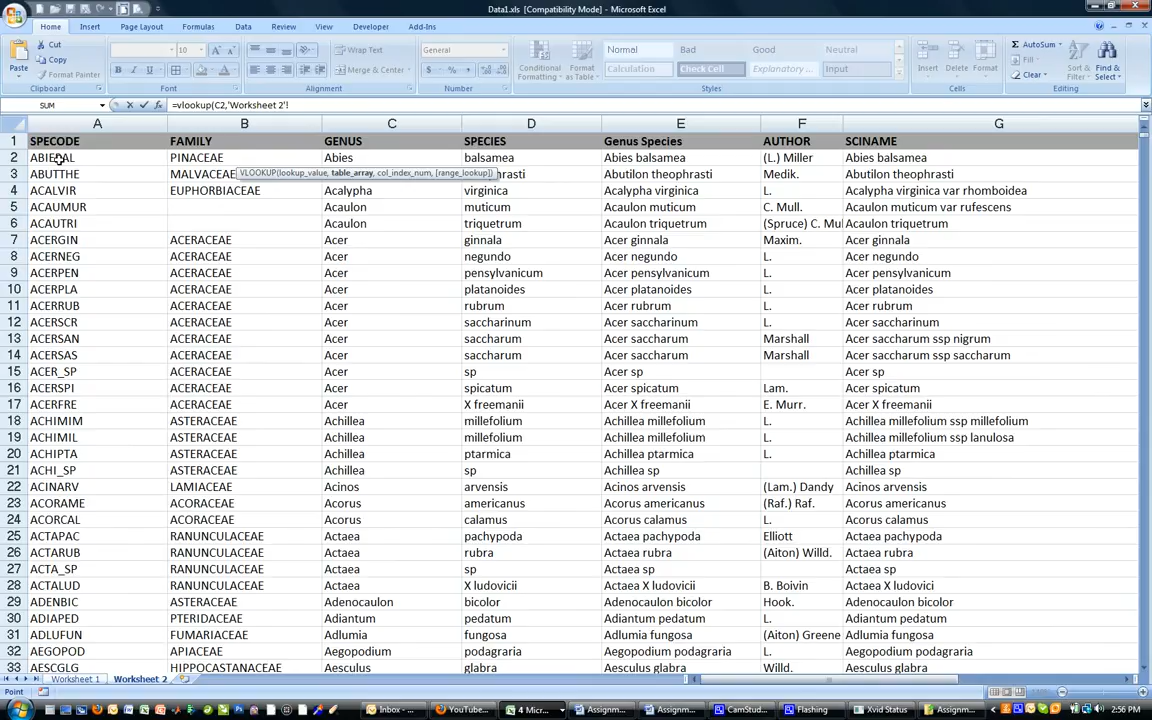 Data1.xls [Compatibility Mode] - Microsoft Excel
Home Insert Page Layout Formulas Data Review View Developer Add-Ins
Paste Cut Copy Format Painter Clipboard
10 B I U Font
Wrap Text Merge & Center Alignment
General $ % , Number
Conditional Formatting Format as Table
Normal Bad Good Neutral
Calculation Check Cell Explanatory ... Input
Styles
Insert Delete Format Cells
AutoSum Fill Clear Sort & Filter Find & Select Editing
SUM fx =vlookup(C2,'Worksheet 2'!
A B C D E F G
1 SPECODE FAMILY GENUS SPECIES Genus Species AUTHOR SCINAME
2 ABIEBAL PINACEAE Abies balsamea Abies balsamea (L.) Miller Abies balsamea
VLOOKUP(lookup_value, table_array, col_index_num, [range_lookup])
3 ABUTTHE MALVACEAE phrasti Abutilon theophrasti Medik. Abutilon theophrasti
4 ACALVIR EUPHORBIACEAE Acalypha virginica Acalypha virginica L. Acalypha virginica var rhomboidea
5 ACAUMUR Acaulon muticum Acaulon muticum C. Mull. Acaulon muticum var rufescens
6 ACAUTRI Acaulon triquetrum Acaulon triquetrum (Spruce) C. Mul Acaulon triquetrum
7 ACERGIN ACERACEAE Acer ginnala Acer ginnala Maxim. Acer ginnala
8 ACERNEG ACERACEAE Acer negundo Acer negundo L. Acer negundo
9 ACERPEN ACERACEAE Acer pensylvanicum Acer pensylvanicum L. Acer pensylvanicum
10 ACERPLA ACERACEAE Acer platanoides Acer platanoides L. Acer platanoides
11 ACERRUB ACERACEAE Acer rubrum Acer rubrum L. Acer rubrum
12 ACERSCR ACERACEAE Acer saccharinum Acer saccharinum L. Acer saccharinum
13 ACERSAN ACERACEAE Acer saccharum Acer saccharum Marshall Acer saccharum ssp nigrum
14 ACERSAS ACERACEAE Acer saccharum Acer saccharum Marshall Acer saccharum ssp saccharum
15 ACER_SP ACERACEAE Acer sp Acer sp Acer sp
16 ACERSPI ACERACEAE Acer spicatum Acer spicatum Lam. Acer spicatum
17 ACERFRE ACERACEAE Acer X freemanii Acer X freemanii E. Murr. Acer X freemanii
18 ACHIMIM ASTERACEAE Achillea millefolium Achillea millefolium L. Achillea millefolium ssp millefolium
19 ACHIMIL ASTERACEAE Achillea millefolium Achillea millefolium L. Achillea millefolium ssp lanulosa
20 ACHIPTA ASTERACEAE Achillea ptarmica Achillea ptarmica L. Achillea ptarmica
21 ACHI_SP ASTERACEAE Achillea sp Achillea sp Achillea sp
22 ACINARV LAMIACEAE Acinos arvensis Acinos arvensis (Lam.) Dandy Acinos arvensis
23 ACORAME ACORACEAE Acorus americanus Acorus americanus (Raf.) Raf. Acorus americanus
24 ACORCAL ACORACEAE Acorus calamus Acorus calamus L. Acorus calamus
25 ACTAPAC RANUNCULACEAE Actaea pachypoda Actaea pachypoda Elliott Actaea pachypoda
26 ACTARUB RANUNCULACEAE Actaea rubra Actaea rubra (Aiton) Willd. Actaea rubra
27 ACTA_SP RANUNCULACEAE Actaea sp Actaea sp Actaea sp
28 ACTALUD RANUNCULACEAE Actaea X ludovicii Actaea X ludovici B. Boivin Actaea X ludovici
29 ADENBIC ASTERACEAE Adenocaulon bicolor Adenocaulon bicolor Hook. Adenocaulon bicolor
30 ADIAPED PTERIDACEAE Adiantum pedatum Adiantum pedatum L. Adiantum pedatum
31 ADLUFUN FUMARIACEAE Adlumia fungosa Adlumia fungosa (Aiton) Greene Adlumia fungosa
32 AEGOPOD APIACEAE Aegopodium podagraria Aegopodium podagraria L. Aegopodium podagraria
33 AESCGLG HIPPOCASTANACEAE Aesculus glabra Aesculus glabra Willd. Aesculus glabra
Worksheet 1 Worksheet 2
Point
Inbox - ... YouTube... 4 Micr... Assignm... Assignm... CamStud... Flashing Xvid Status Assignm... 2:56 PM